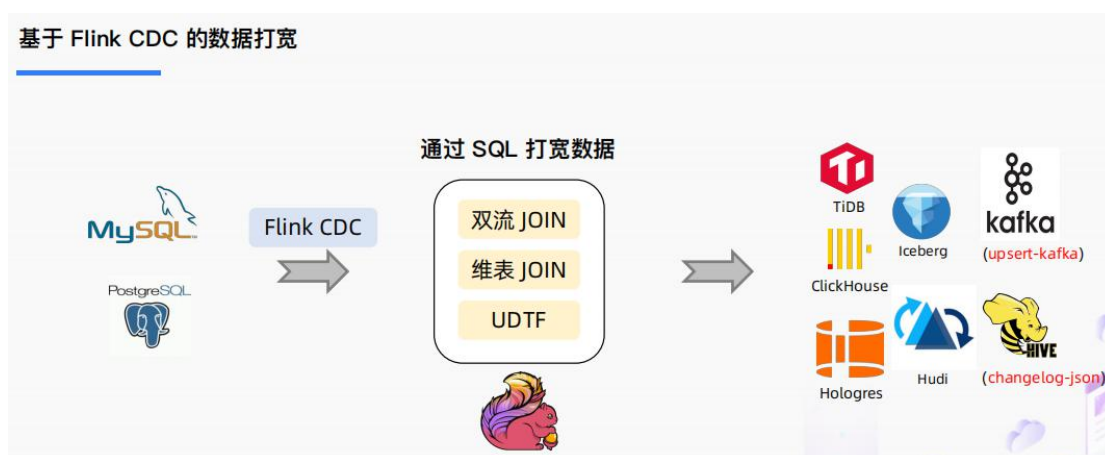 基于 Flink CDC 的数据打宽
通过 SQL 打宽数据
MySQL
PostgreSQL
Flink CDC
双流 JOIN
维表 JOIN
UDTF
TiDB
Iceberg
kafka
(upsert-kafka)
ClickHouse
Hologres
Hudi
HIVE
(changelog-json)